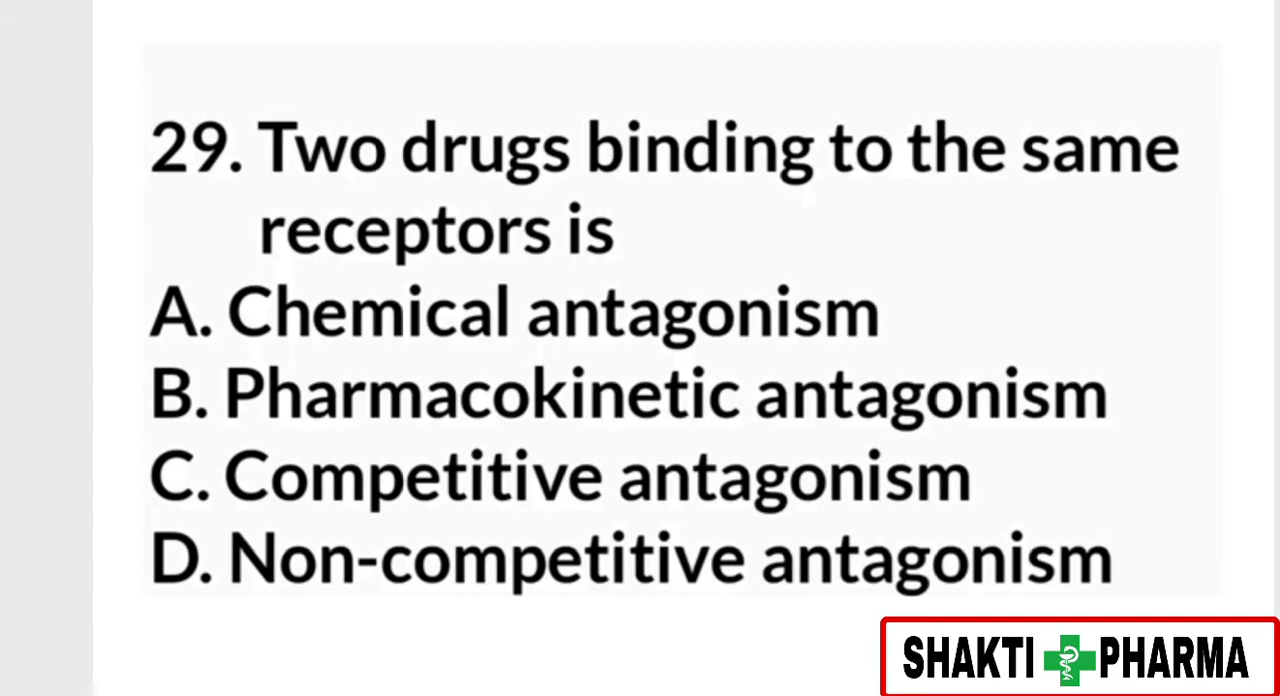 29. Two drugs binding to the same
receptors is
A. Chemical antagonism
B. Pharmacokinetic antagonism
C. Competitive antagonism
D. Non-competitive antagonism
SHAKTI PHARMA